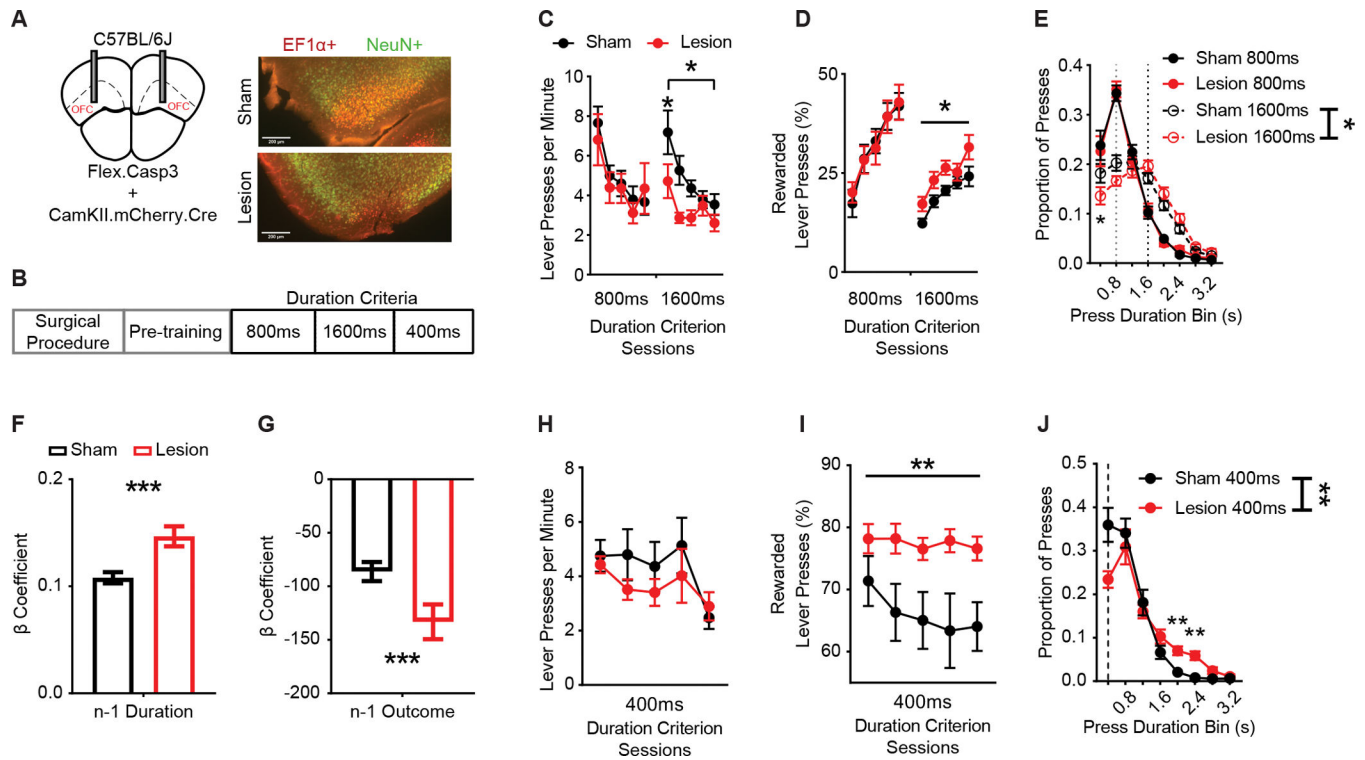 A
C57BL/6J
OFC
OFC
Flex.Casp3
+
CamKII.mCherry.Cre
EF1α+
NeuN+
Sham
200 μm
Lesion
200 μm
B
Duration Criteria
Surgical
Procedure
Pre-training
800ms
1600ms
400ms
C
Sham
Lesion
Lever Presses per Minute
10
8
6
4
2
0
*
*
800ms
1600ms
Duration Criterion
Sessions
D
Rewarded
Lever Presses (%)
50
25
0
*
800ms
1600ms
Duration Criterion
Sessions
E
Sham 800ms
Lesion 800ms
Sham 1600ms
Lesion 1600ms
*
Proportion of Presses
0.4
0.3
0.2
0.1
0.0
*
0.8
1.6
2.4
3.2
Press Duration Bin (s)
F
Sham
Lesion
β Coefficient
0.2
0.1
0.0
***
n-1 Duration
G
β Coefficient
0
-50
-100
-150
-200
***
n-1 Outcome
H
Lever Presses per Minute
8
6
4
2
0
400ms
Duration Criterion
Sessions
I
Rewarded
Lever Presses (%)
90
80
70
60
**
400ms
Duration Criterion
Sessions
J
Sham 400ms
Lesion 400ms
**
Proportion of Presses
0.5
0.4
0.3
0.2
0.1
0.0
**
**
0.8
1.6
2.4
3.2
Press Duration Bin (s)